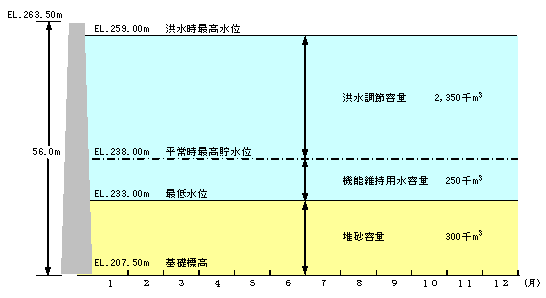 EL.263.50m
EL.259.00m 洪水時最高水位
洪水調節容量 2,350千m³
56.0m
EL.238.00m 平常時最高貯水位
機能維持用水容量 250千m³
EL.233.00m 最低水位
堆砂容量 300千m³
EL.207.50m 基礎標高
1 2 3 4 5 6 7 8 9 10 11 12 (月)